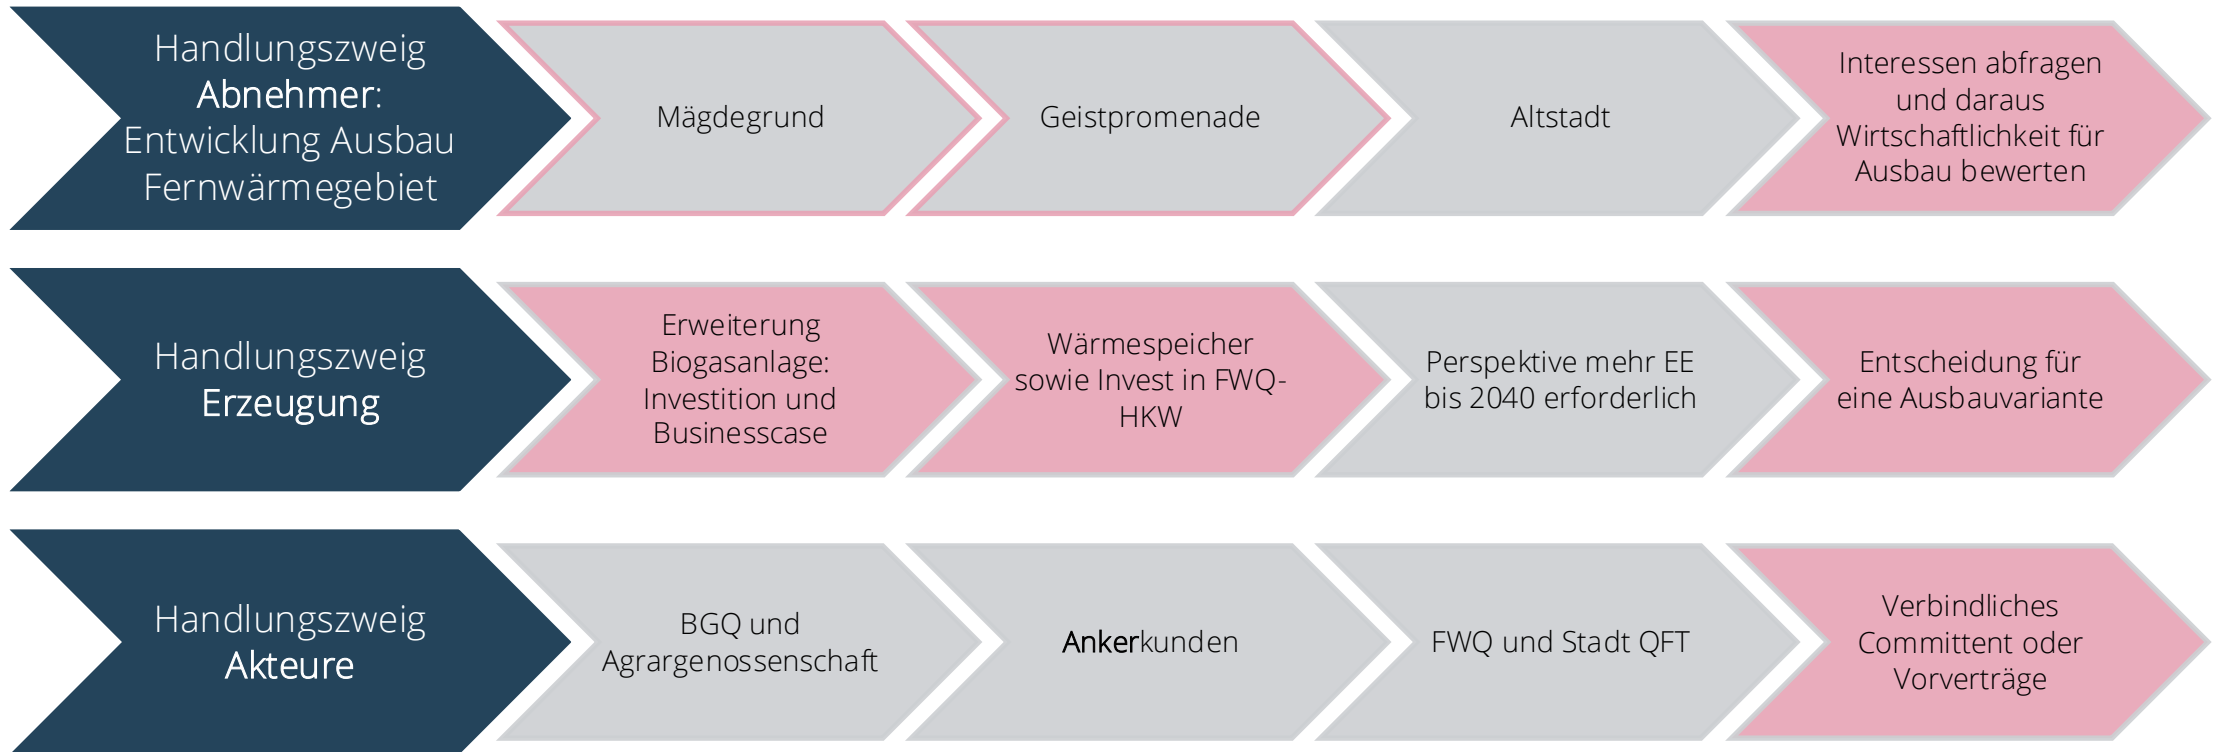 Handlungszweig
Abnehmer:
Entwicklung Ausbau
Fernwärmegebiet
Mägdegrund
Geistpromenade
Altstadt
Interessen abfragen
und daraus
Wirtschaftlichkeit für
Ausbau bewerten
Handlungszweig
Erzeugung
Erweiterung
Biogasanlage:
Investition und
Businesscase
Wärmespeicher
sowie Invest in FWQ-
HKW
Perspektive mehr EE
bis 2040 erforderlich
Entscheidung für
eine Ausbauvariante
Handlungszweig
Akteure
BGQ und
Agrargenossenschaft
Ankerkunden
FWQ und Stadt QFT
Verbindliches
Committent oder
Vorverträge